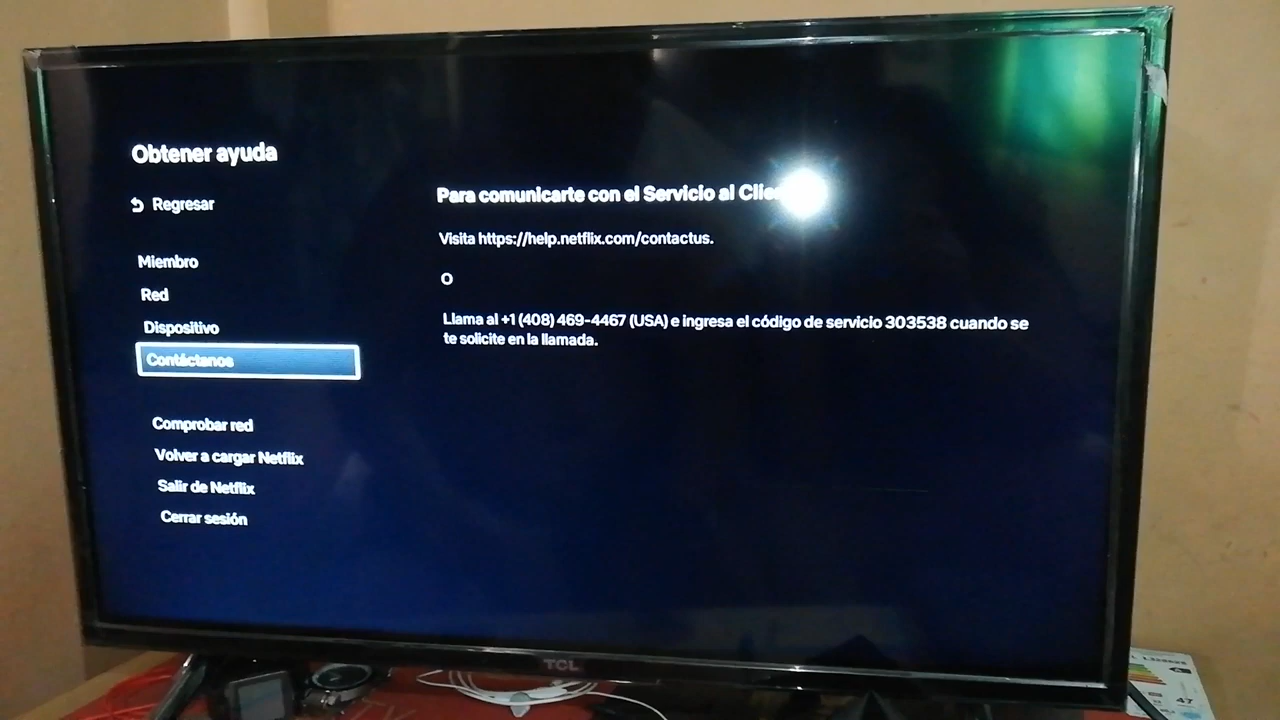 Obtener ayuda
Regresar
Miembro
Red
Dispositivo
Contáctanos
Comprobar red
Volver a cargar Netflix
Salir de Netflix
Cerrar sesión
Para comunicarte con el Servicio al
Visita https://help.netflix.com/contactus.
O
Llama al +1 (408) 469-4467 (USA) e ingresa el código de servicio 303538 cuando se
te solicite en la llamada.
TCL
TV
47